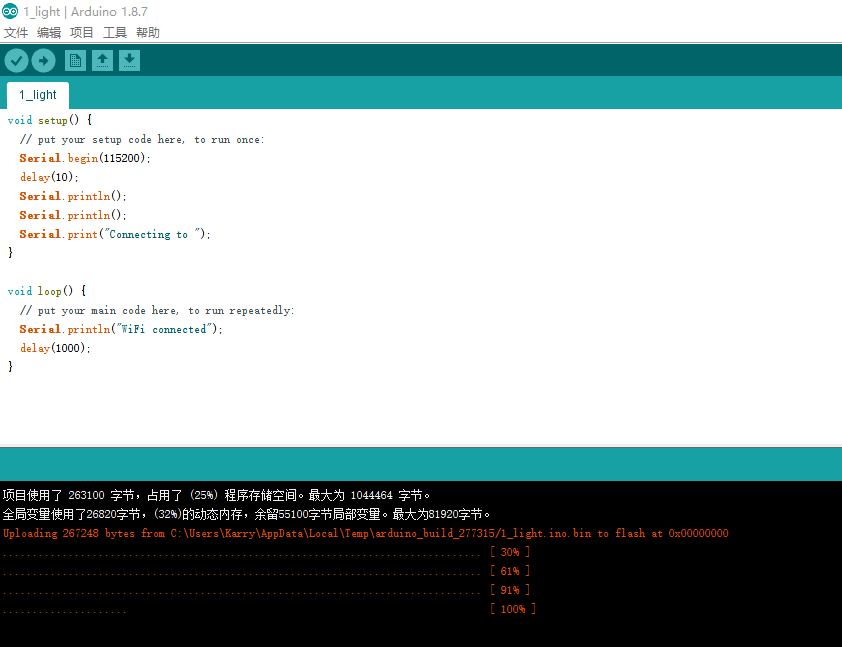 1_light | Arduino 1.8.7
文件 编辑 项目 工具 帮助
1_light
void setup() {
// put your setup code here, to run once:
Serial.begin(115200);
delay(10);
Serial.println();
Serial.println();
Serial.print("Connecting to ");
}
void loop() {
// put your main code here, to run repeatedly:
Serial.println("WiFi connected");
delay(1000);
}
项目使用了 263100 字节，占用了 (25%) 程序存储空间。最大为 1044464 字节。
全局变量使用了26820字节，(32%)的动态内存，余留55100字节局部变量。最大为81920字节。
Uploading 267248 bytes from C:\Users\Karry\AppData\Local\Temp\arduino_build_277315/1_light.ino.bin to flash at 0x00000000
................................................................................ [ 30% ]
................................................................................ [ 61% ]
................................................................................ [ 91% ]
..................... [ 100% ]